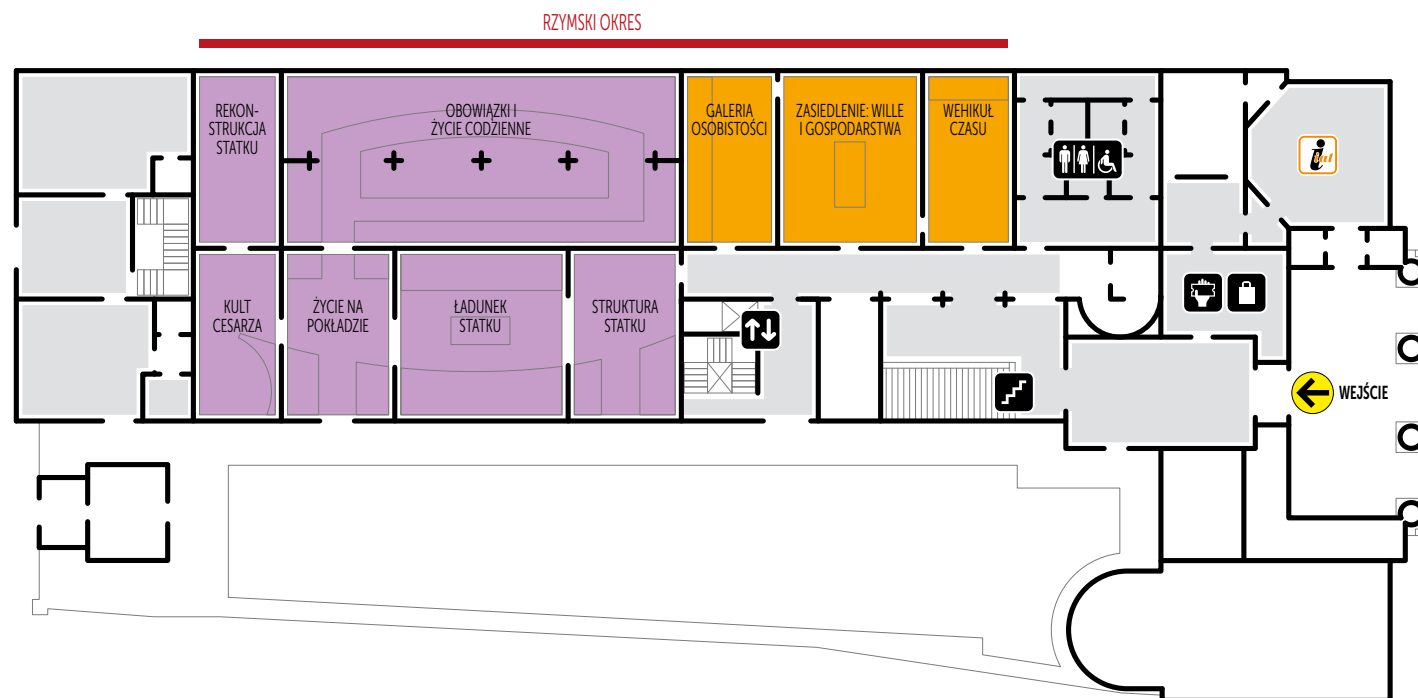 RZYMSKI OKRES
REKON-
STRUKCJA
STATKU
OBOWIĄZKI I
ŻYCIE CODZIENNE
GALERIA
OSOBISTOŚCI
ZASIEDLENIE: WILLE
I GOSPODARSTWA
WEHIKUŁ
CZASU
i iat
KULT
CESARZA
ŻYCIE NA
POKŁADZIE
ŁADUNEK
STATKU
STRUKTURA
STATKU
WEJŚCIE